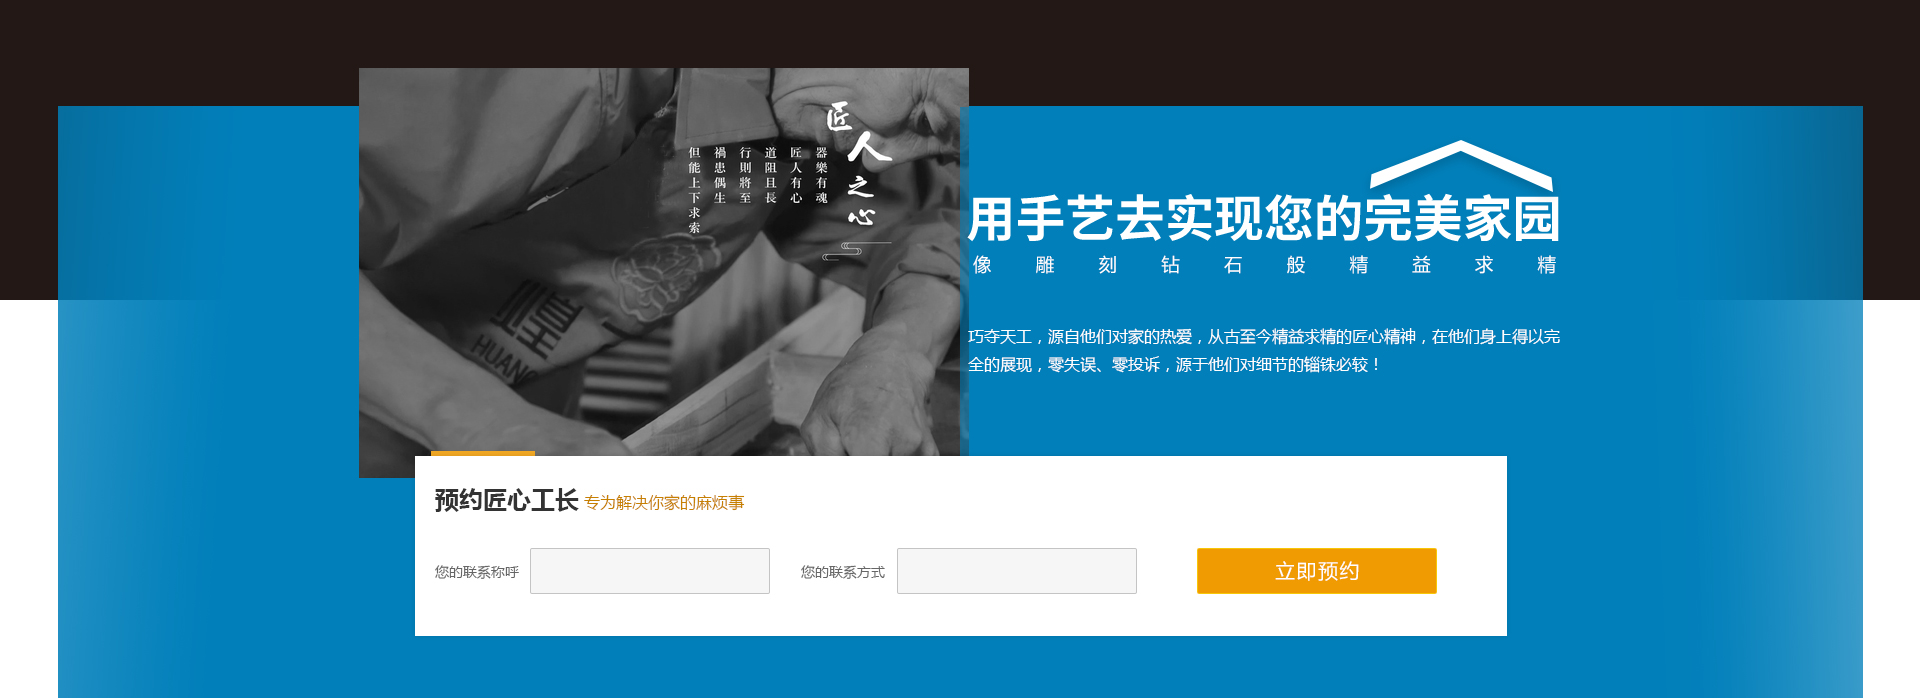 匠人之心
器樂有魂
匠人有心
道阻且長
行則將至
禍患偶生
但能上下求索
HUANG
用手艺去实现您的完美家园
像雕刻钻石般精益求精
巧夺天工，源自他们对家的热爱，从古至今精益求精的匠心精神，在他们身上得以完
全的展现，零失误、零投诉，源于他们对细节的锱铢必较！
预约匠心工长 专为解决你家的麻烦事
您的联系称呼
您的联系方式
立即预约